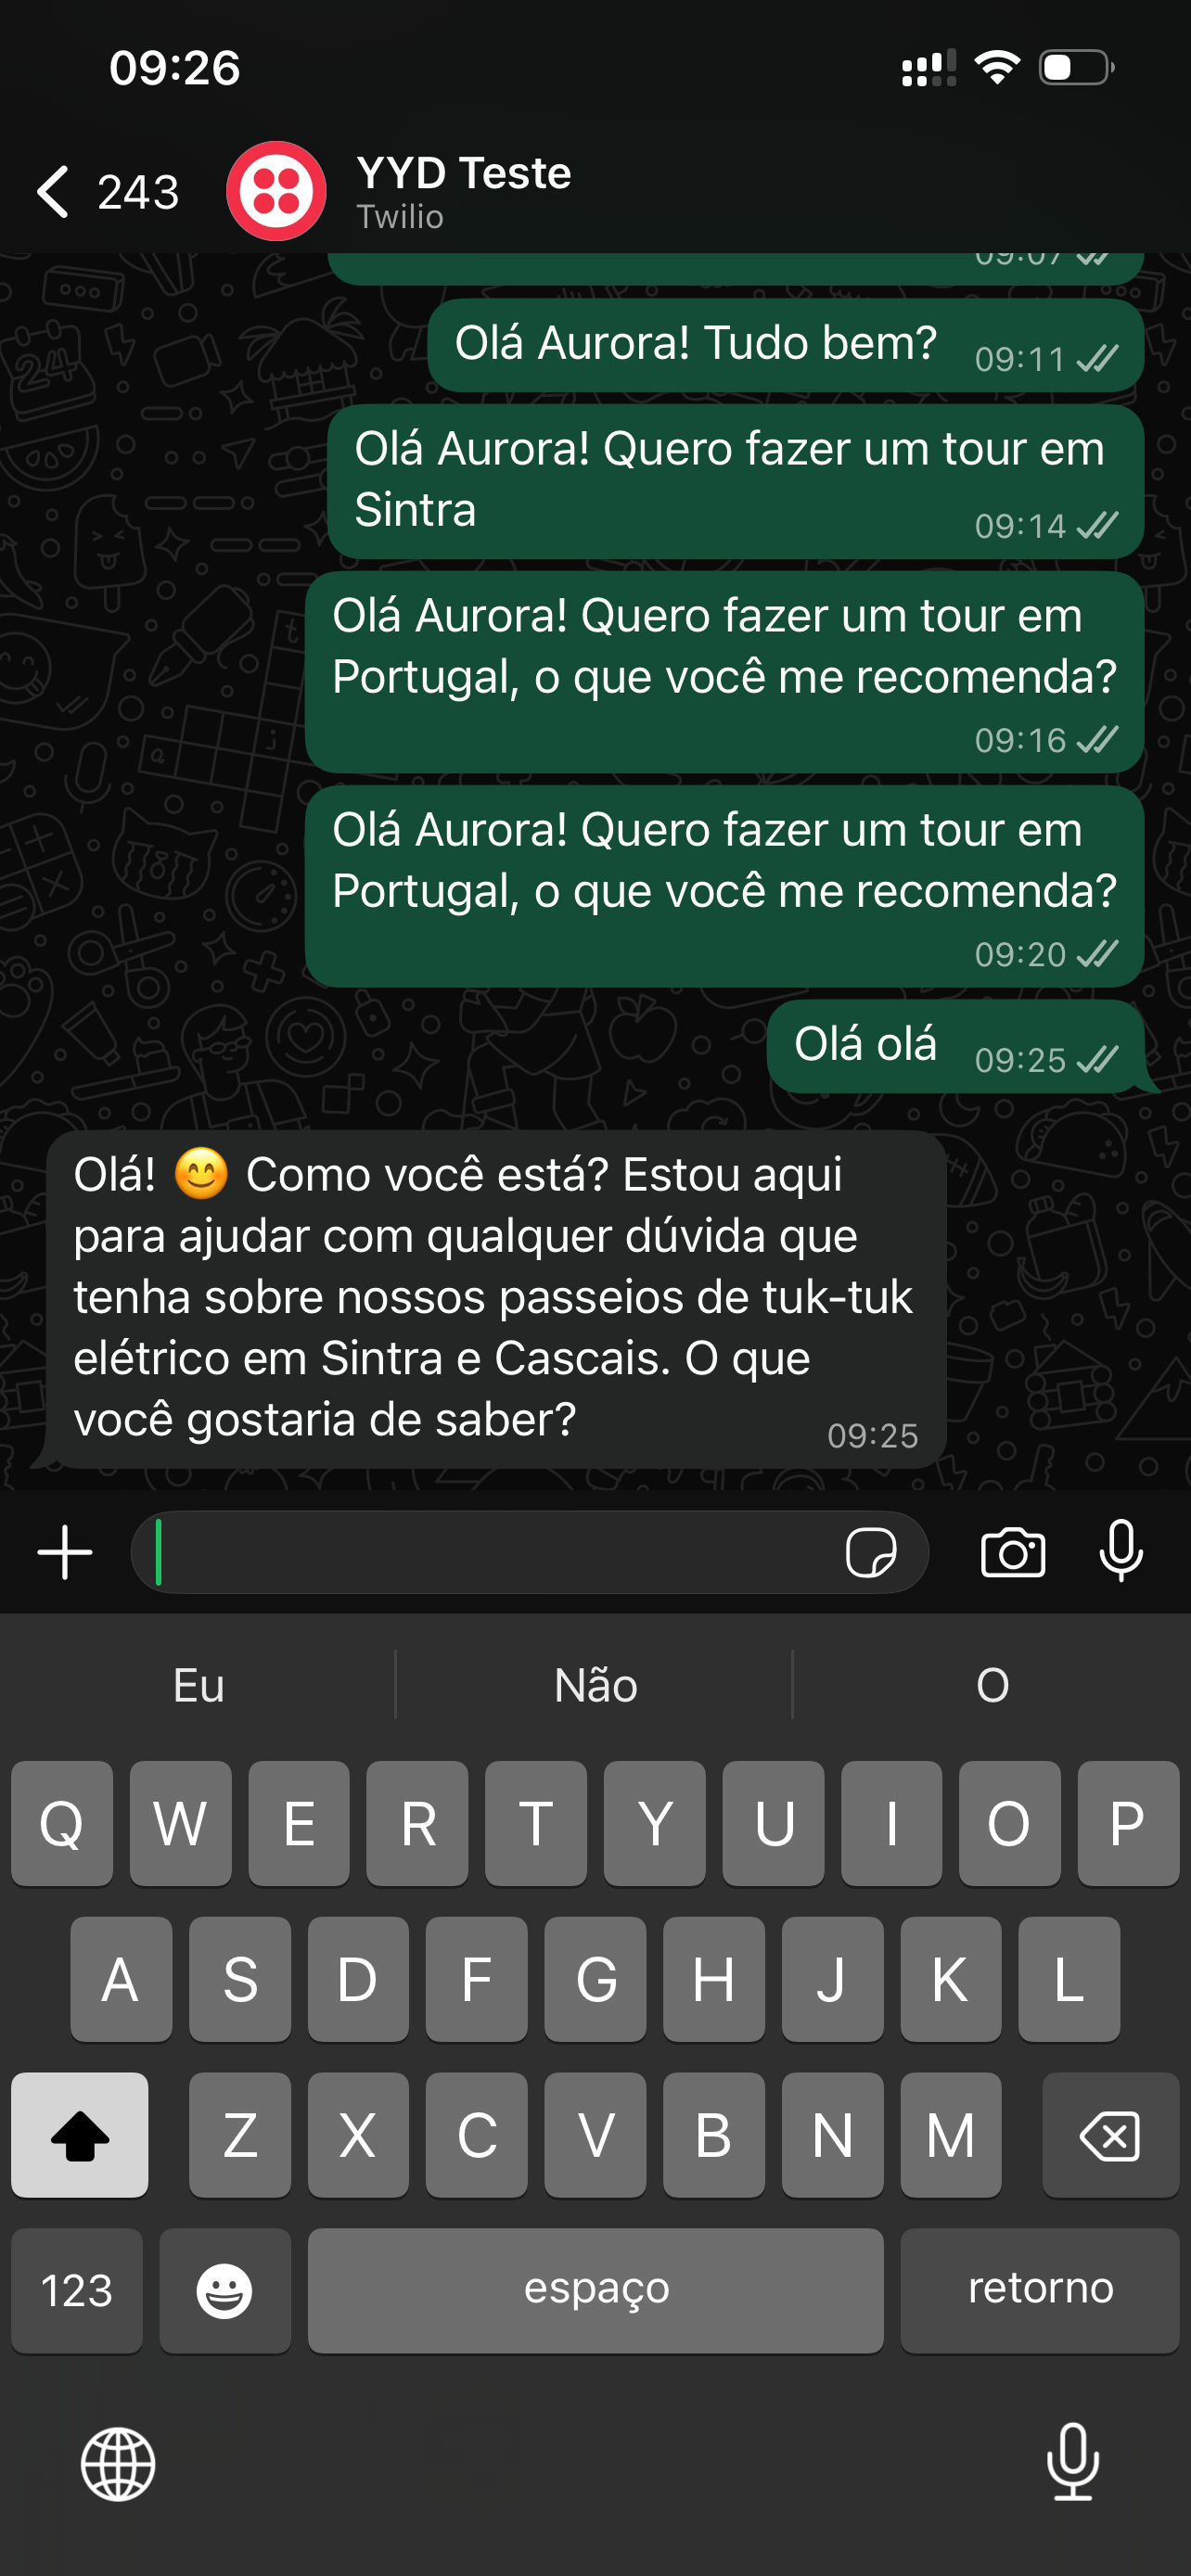 09:26
243
YYD Teste
Twilio
09:07
Olá Aurora! Tudo bem?
09:11
Olá Aurora! Quero fazer um tour em
Sintra
09:14
Olá Aurora! Quero fazer um tour em
Portugal, o que você me recomenda?
09:16
Olá Aurora! Quero fazer um tour em
Portugal, o que você me recomenda?
09:20
Olá olá
09:25
Olá! 😊 Como você está? Estou aqui
para ajudar com qualquer dúvida que
tenha sobre nossos passeios de tuk-tuk
elétrico em Sintra e Cascais. O que
você gostaria de saber?
09:25
Eu Não O
Q W E R T Y U I O P
A S D F G H J K L
Z X C V B N M
123 espaço retorno